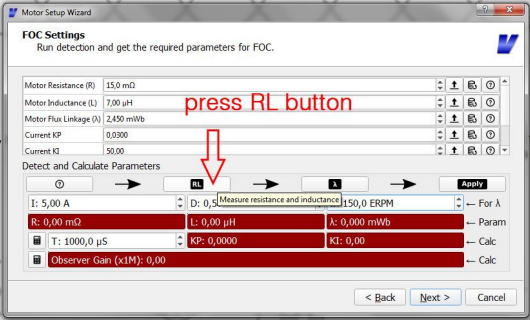 Motor Setup Wizard
FOC Settings
Run detection and get the required parameters for FOC.
Motor Resistance (R) 15,0 mΩ
Motor Inductance (L) 7,00 µH
press RL button
Motor Flux Linkage (λ) 2,450 mWb
Current KP 0,0300
Current KI 50,00
Detect and Calculate Parameters
RL λ Apply
I: 5,00 A D: 0,5 150,0 ERPM ← For λ
Measure resistance and inductance
R: 0,00 mΩ L: 0,00 µH λ: 0,000 mWb ← Param
T: 1000,0 µS KP: 0,0000 KI: 0,00 ← Calc
Observer Gain (x1M): 0,00 ← Calc
< Back Next > Cancel